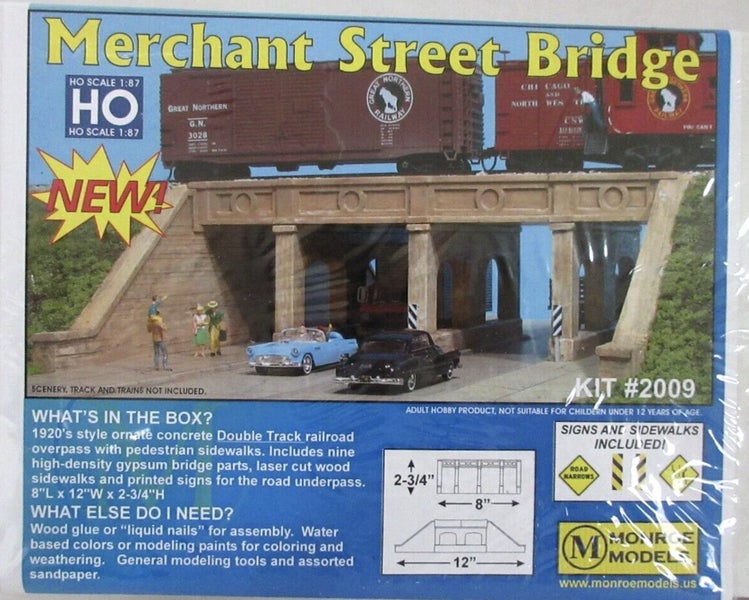 Merchant Street Bridge
HO SCALE 1:87
HO
HO SCALE 1:87
NEW!
GREAT NORTHERN
G.N.
3028
GREAT NORTHERN
RAILWAY
CHICAGO
AND
NORTH WES
SCENERY, TRACK AND TRAINS NOT INCLUDED.
KIT #2009
ADULT HOBBY PRODUCT, NOT SUITABLE FOR CHILDERN UNDER 12 YEARS OF AGE.
WHAT'S IN THE BOX?
1920's style ornate concrete Double Track railroad
overpass with pedestrian sidewalks. Includes nine
high-density gypsum bridge parts, laser cut wood
sidewalks and printed signs for the road underpass.
8"L x 12"W x 2-3/4"H
WHAT ELSE DO I NEED?
Wood glue or “liquid nails” for assembly. Water
based colors or modeling paints for coloring and
weathering. General modeling tools and assorted
sandpaper.
2-3/4"
8"
12"
SIGNS AND SIDEWALKS
INCLUDED!
ROAD
NARROWS
M
MONROE
MODELS
www.monroemodels.us